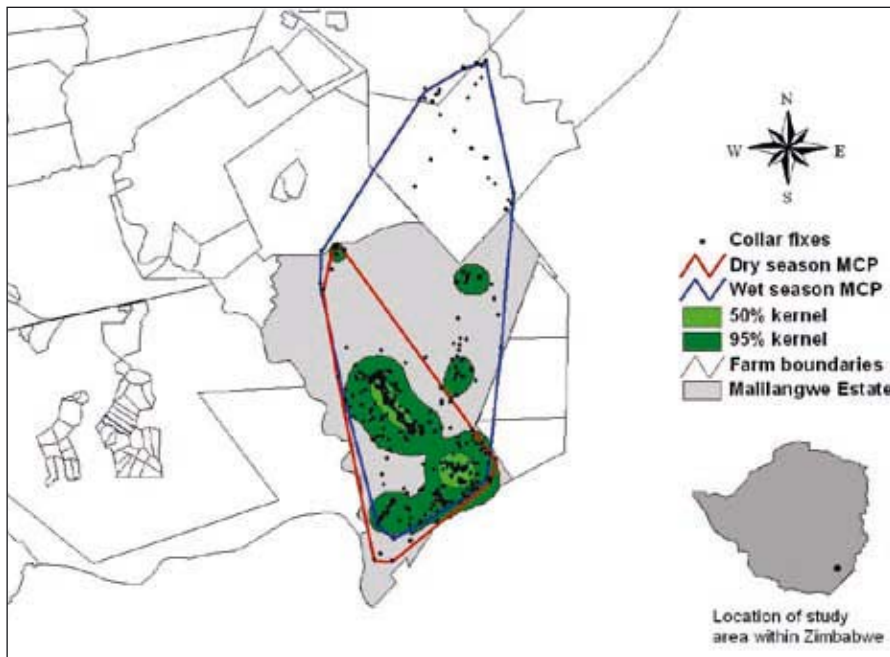 N
W E
S
Collar fixes
Dry season MCP
Wet season MCP
50% kernel
95% kernel
Farm boundaries
Malilangwe Estate
Location of study
area within Zimbabwe